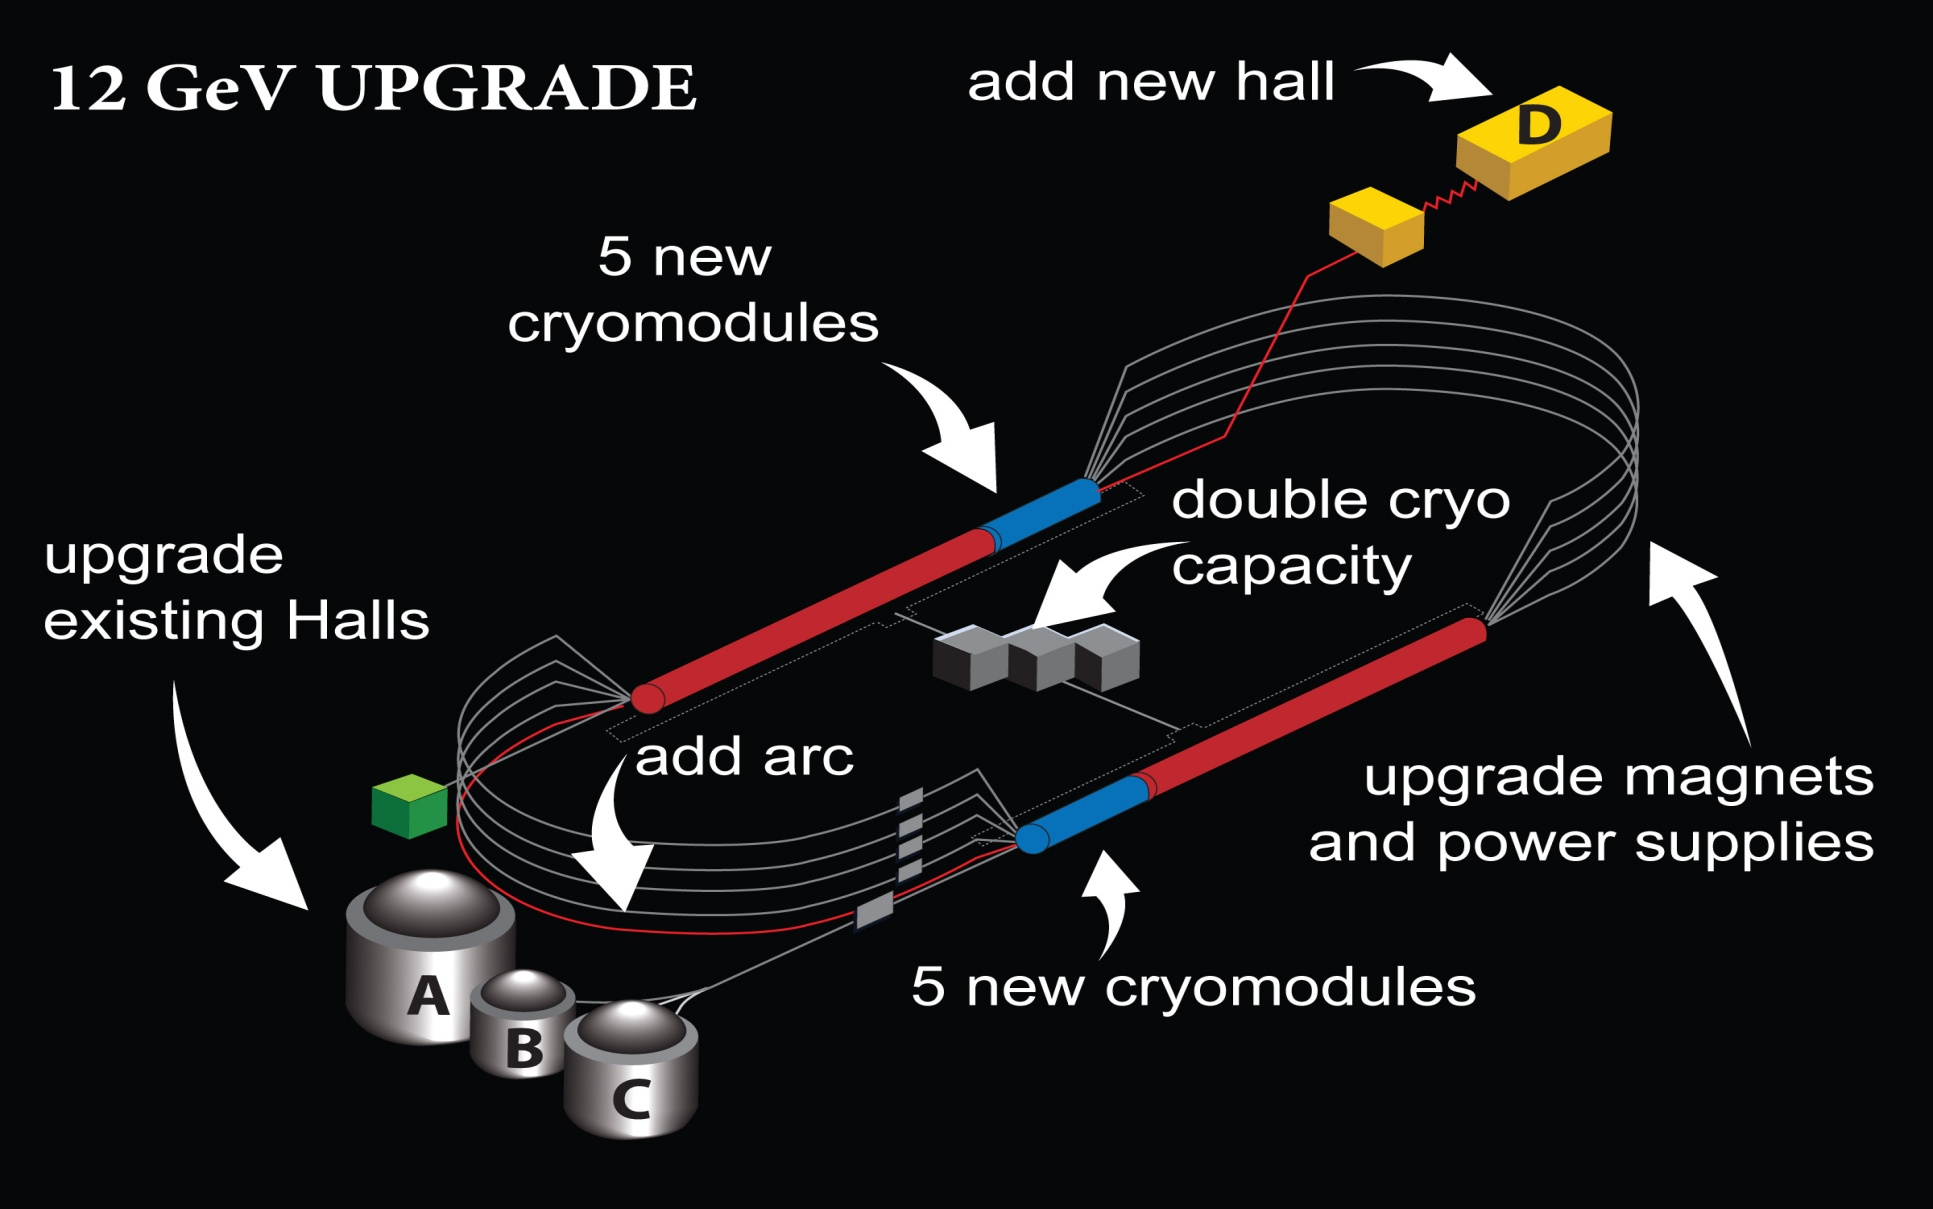 12 GeV UPGRADE
add new hall
D
5 new
cryomodules
double cryo
capacity
upgrade
existing Halls
add arc
upgrade magnets
and power supplies
5 new cryomodules
A
B
C